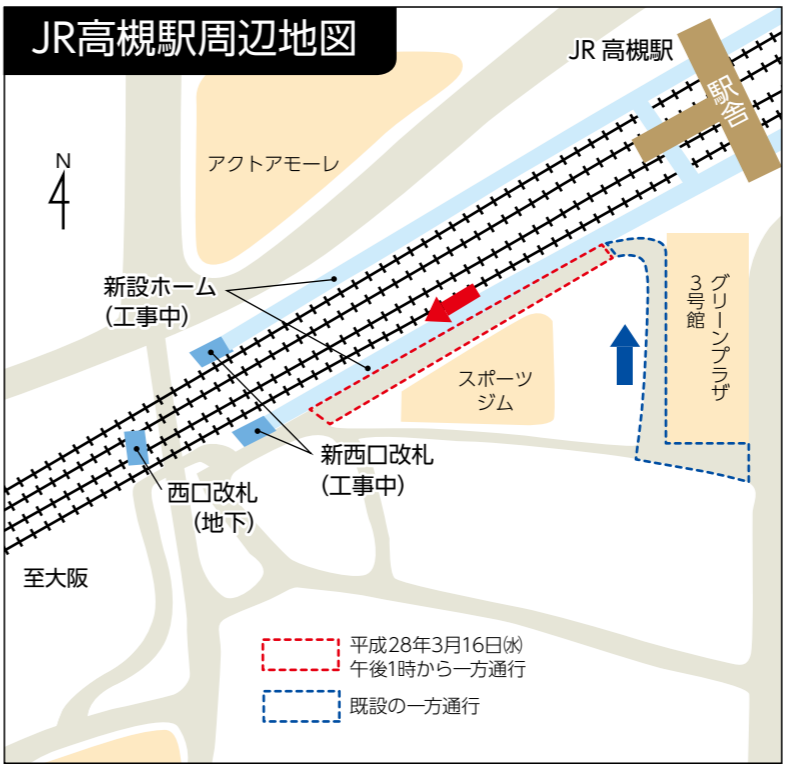 JR高槻駅周辺地図
JR 高槻駅
駅舎
N
アクトアモーレ
新設ホーム
(工事中)
グリーンプラザ
3号館
スポーツ
ジム
新西口改札
(工事中)
西口改札
(地下)
至大阪
平成28年3月16日㈬
午後1時から一方通行
既設の一方通行